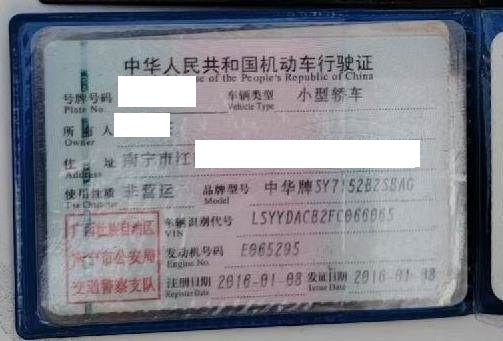 中华人民共和国机动车行驶证
se of the People's Republic of China
号牌号码 车辆类型 小型轿车
Plate No. Vehicle Type
所有人
Owner
住 址 南宁市江
Address
使用性质 非营运 品牌型号 中华牌SY7152B2SBAG
Use Character Model
广西壮族自治区 车辆识别代号 LSYYDACB2FC066065
VIN
南宁市公安局 发动机号码 E065295
Engine No.
交通警察支队 注册日期 2016-01-08 发证日期 2016-01-08
Register Date Issue Date